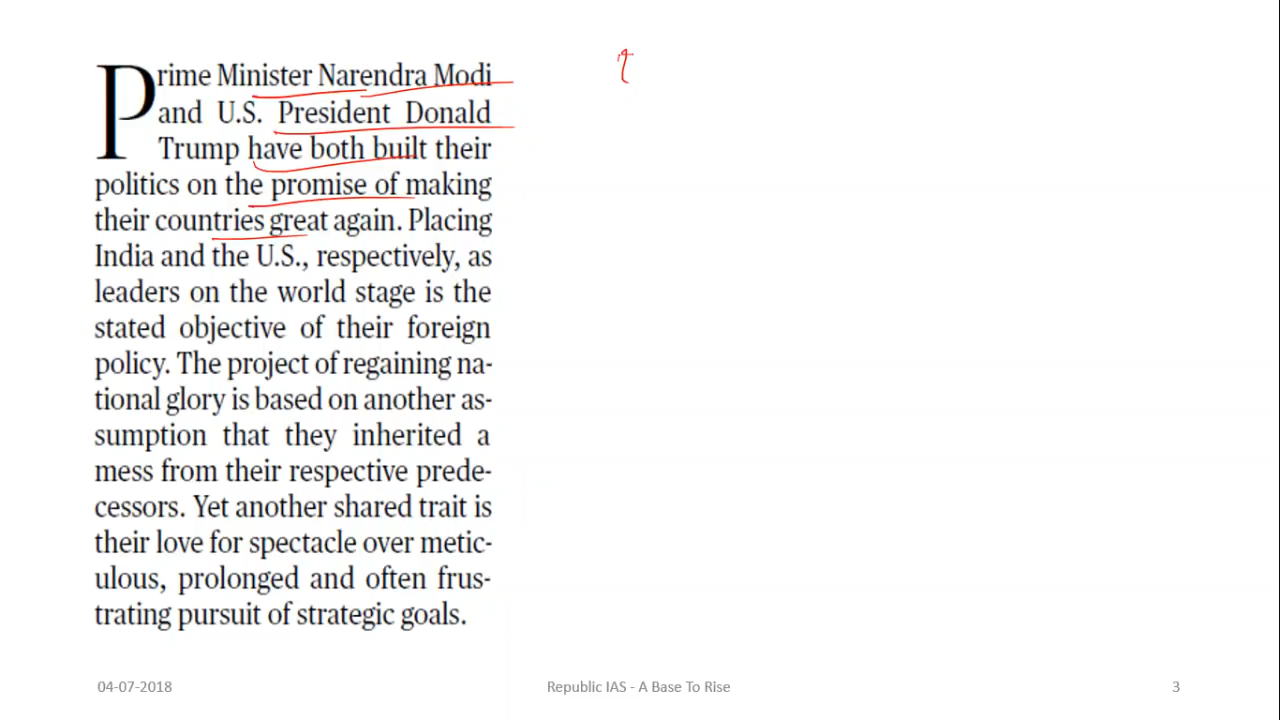 Prime Minister Narendra Modi
and U.S. President Donald
Trump have both built their
politics on the promise of making
their countries great again. Placing
India and the U.S., respectively, as
leaders on the world stage is the
stated objective of their foreign
policy. The project of regaining na-
tional glory is based on another as-
sumption that they inherited a
mess from their respective prede-
cessors. Yet another shared trait is
their love for spectacle over metic-
ulous, prolonged and often frus-
trating pursuit of strategic goals.
04-07-2018
Republic IAS - A Base To Rise
3